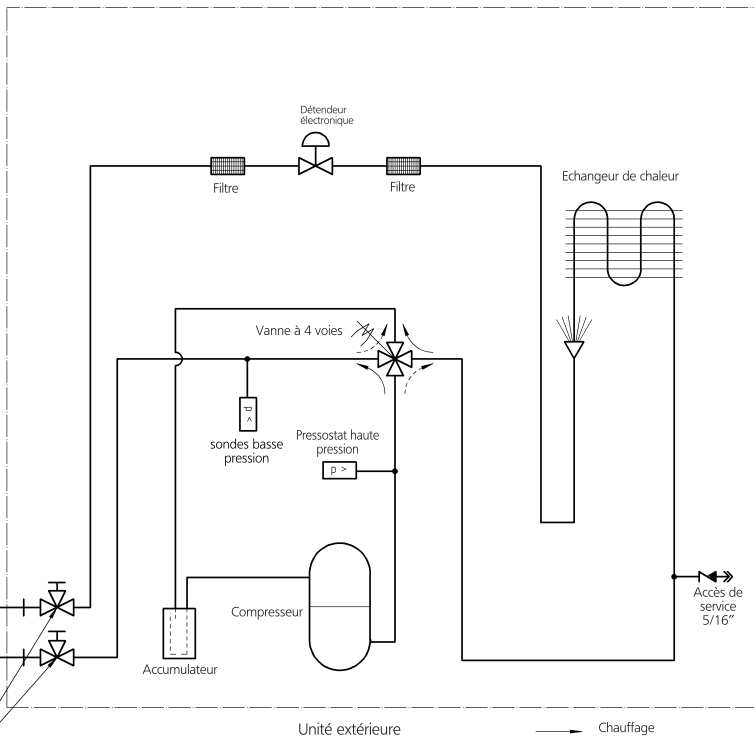 Détendeur
électronique
Filtre
Filtre
Echangeur de chaleur
Vanne à 4 voies
p <
sondes basse
pression
Pressostat haute
pression
p >
Compresseur
Accumulateur
Accès de
service
5/16″
Unité extérieure
Chauffage